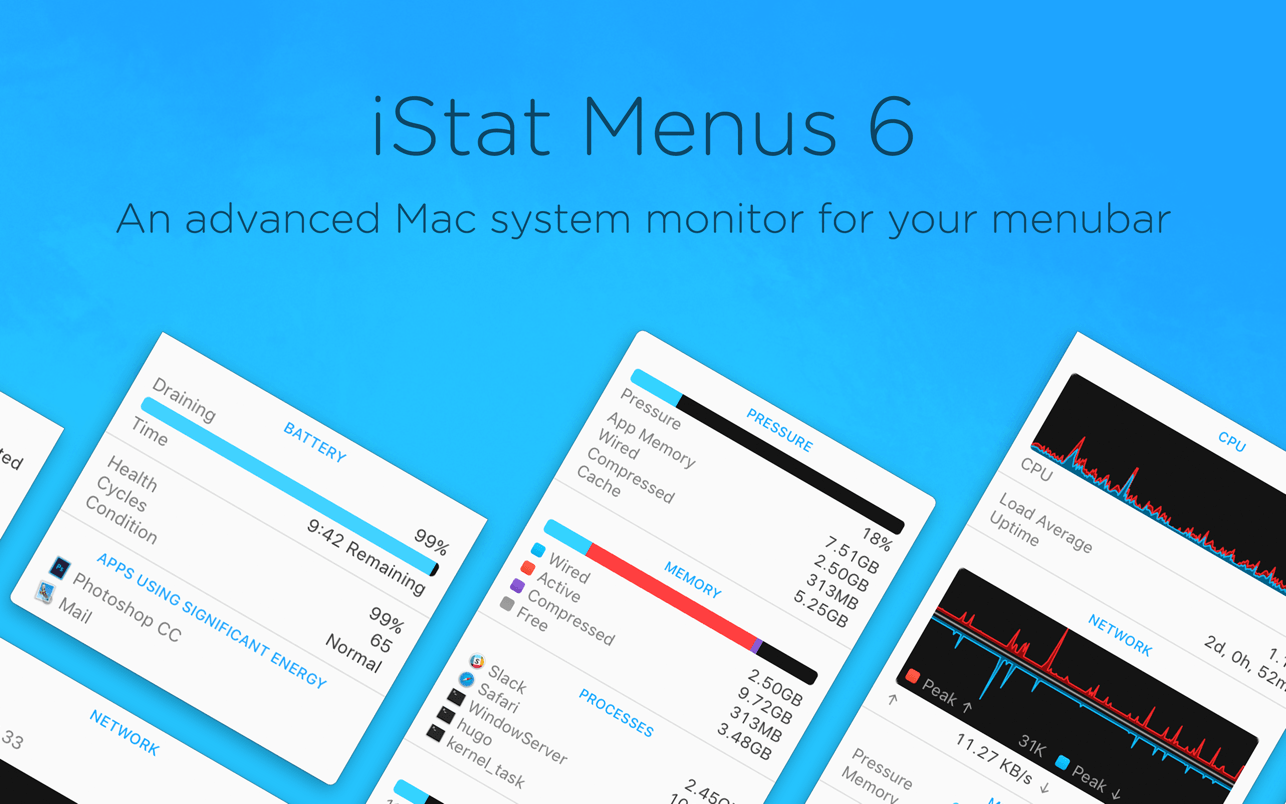 iStat Menus 6
An advanced Mac system monitor for your menubar
33
NETWORK
BATTERY
Draining 99%
Time 9:42 Remaining
Health 99%
Cycles 65
Condition Normal
APPS USING SIGNIFICANT ENERGY
Photoshop CC
Mail
PRESSURE
Pressure 18%
App Memory 7.51GB
Wired 2.50GB
Compressed 313MB
Cache 5.25GB
MEMORY
Wired 2.50GB
Active 9.72GB
Compressed 313MB
Free 3.48GB
PROCESSES
Slack
Safari
WindowServer
hugo
kernel_task
CPU
CPU
Load Average
Uptime 2d, 0h, 52m
NETWORK
Peak ↑ 31K Peak ↓
↑ 11.27 KB/s ↓
Pressure
Memory